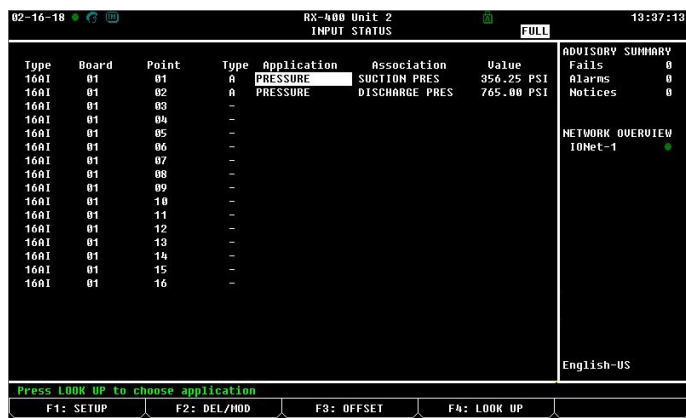 02-16-18 RX-400 Unit 2 13:37:13
INPUT STATUS FULL
ADVISORY SUMMARY
Fails 0
Alarms 0
Notices 0
NETWORK OVERVIEW
IONet-1
English-US
Type Board Point Type Application Association Value
16AI 01 01 A PRESSURE SUCTION PRES 356.25 PSI
16AI 01 02 A PRESSURE DISCHARGE PRES 765.00 PSI
16AI 01 03 -
16AI 01 04 -
16AI 01 05 -
16AI 01 06 -
16AI 01 07 -
16AI 01 08 -
16AI 01 09 -
16AI 01 10 -
16AI 01 11 -
16AI 01 12 -
16AI 01 13 -
16AI 01 14 -
16AI 01 15 -
16AI 01 16 -
Press LOOK UP to choose application
F1: SETUP F2: DEL/MOD F3: OFFSET F4: LOOK UP